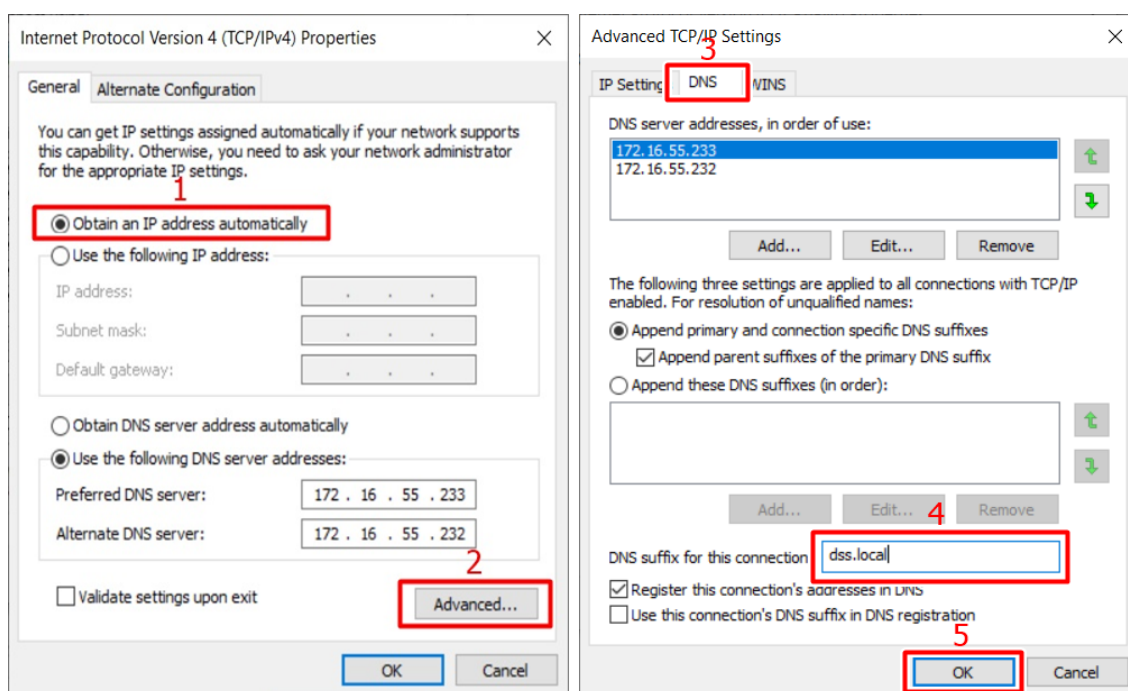 Internet Protocol Version 4 (TCP/IPv4) Properties
General
Alternate Configuration
You can get IP settings assigned automatically if your network supports
this capability. Otherwise, you need to ask your network administrator
for the appropriate IP settings.
1
Obtain an IP address automatically
Use the following IP address:
IP address:
. . .
Subnet mask:
. . .
Default gateway:
. . .
Obtain DNS server address automatically
Use the following DNS server addresses:
Preferred DNS server:
172 . 16 . 55 . 233
Alternate DNS server:
172 . 16 . 55 . 232
2
Validate settings upon exit
Advanced...
OK
Cancel
Advanced TCP/IP Settings
3
IP Setting
DNS
WINS
DNS server addresses, in order of use:
172.16.55.233
172.16.55.232
Add...
Edit...
Remove
The following three settings are applied to all connections with TCP/IP
enabled. For resolution of unqualified names:
Append primary and connection specific DNS suffixes
Append parent suffixes of the primary DNS suffix
Append these DNS suffixes (in order):
Add...
Edit...
Remove
4
DNS suffix for this connection
dss.local
Register this connection's addresses in DNS
Use this connection's DNS suffix in DNS registration
5
OK
Cancel